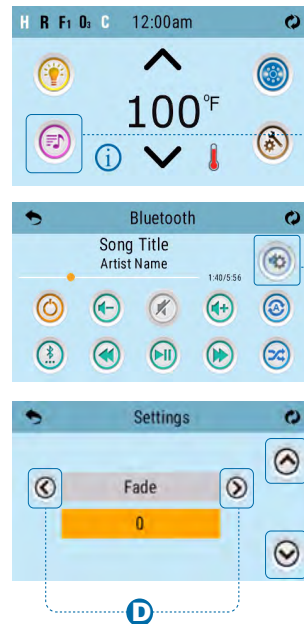 H R F1 O3 C 12:00am
100°F
i
Bluetooth
Song Title
Artist Name
1:40/5:56
A
Settings
Fade
0
D